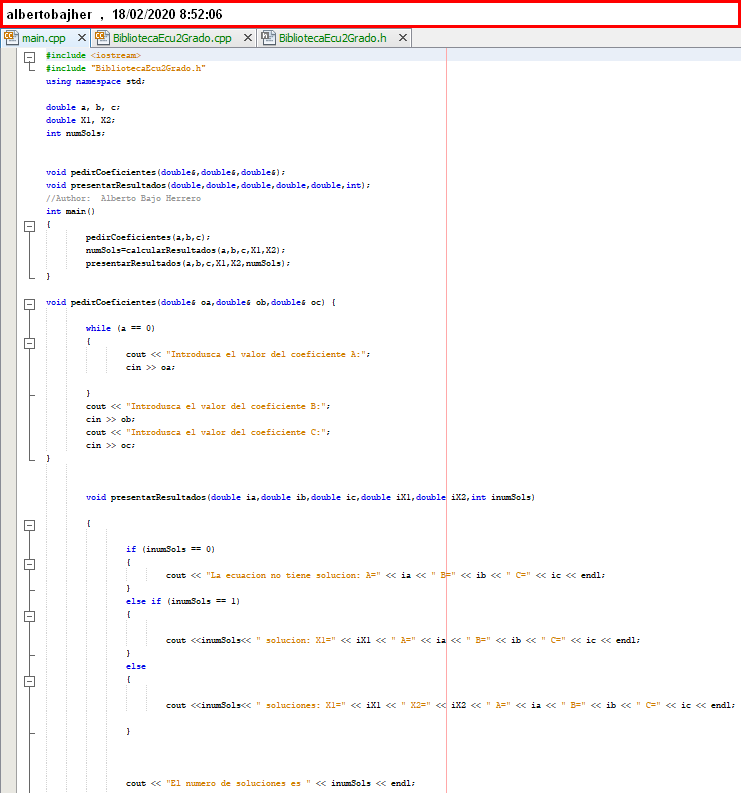 albertobajher , 18/02/2020 8:52:06
main.cpp BibliotecaEcu2Grado.cpp BibliotecaEcu2Grado.h
#include <iostream>
#include "BibliotecaEcu2Grado.h"
using namespace std;
double a, b, c;
double X1, X2;
int numSols;
void pedirCoeficientes(double&,double&,double&);
void presentarResultados(double,double,double,double,double,int);
//Author:  Alberto Bajo Herrero
int main()
{
pedirCoeficientes(a,b,c);
numSols=calcularResultados(a,b,c,X1,X2);
presentarResultados(a,b,c,X1,X2,numSols);
}
void pedirCoeficientes(double& oa,double& ob,double& oc) {
while (a == 0)
{
cout << "Introdusca el valor del coeficiente A:";
cin >> oa;
}
cout << "Introdusca el valor del coeficiente B:";
cin >> ob;
cout << "Introdusca el valor del coeficiente C:";
cin >> oc;
}
void presentarResultados(double ia,double ib,double ic,double iX1,double iX2,int inumSols)
{
if (inumSols == 0)
{
cout << "La ecuacion no tiene solucion: A=" << ia << " B=" << ib << " C=" << ic << endl;
}
else if (inumSols == 1)
{
cout <<inumSols<< " solucion: X1=" << iX1 << " A=" << ia << " B=" << ib << " C=" << ic << endl;
}
else
{
cout <<inumSols<< " soluciones: X1=" << iX1 << " X2=" << iX2 << " A=" << ia << " B=" << ib << " C=" << ic << endl;
}
cout << "El numero de soluciones es " << inumSols << endl;